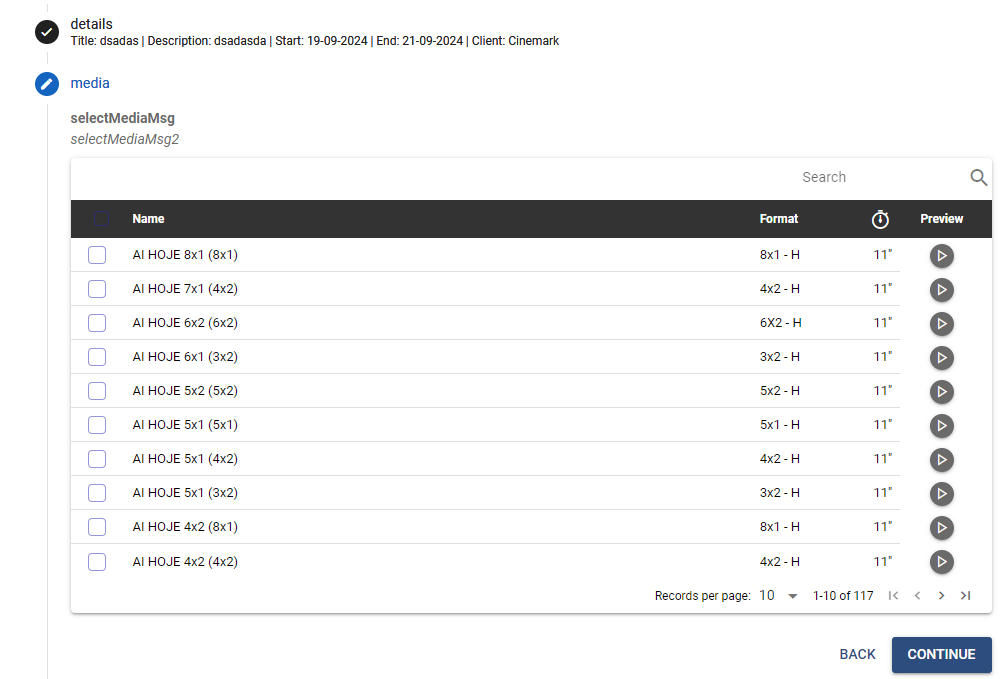 details
Title: dsadas | Description: dsadasda | Start: 19-09-2024 | End: 21-09-2024 | Client: Cinemark
media
selectMediaMsg
selectMediaMsg2
Search
Name Format Preview
AI HOJE 8x1 (8x1) 8x1 - H 11"
AI HOJE 7x1 (4x2) 4x2 - H 11"
AI HOJE 6x2 (6x2) 6X2 - H 11"
AI HOJE 6x1 (3x2) 3x2 - H 11"
AI HOJE 5x2 (5x2) 5x2 - H 11"
AI HOJE 5x1 (5x1) 5x1 - H 11"
AI HOJE 5x1 (4x2) 4x2 - H 11"
AI HOJE 5x1 (3x2) 3x2 - H 11"
AI HOJE 4x2 (8x1) 8x1 - H 11"
AI HOJE 4x2 (4x2) 4x2 - H 11"
Records per page: 10 1-10 of 117
BACK CONTINUE